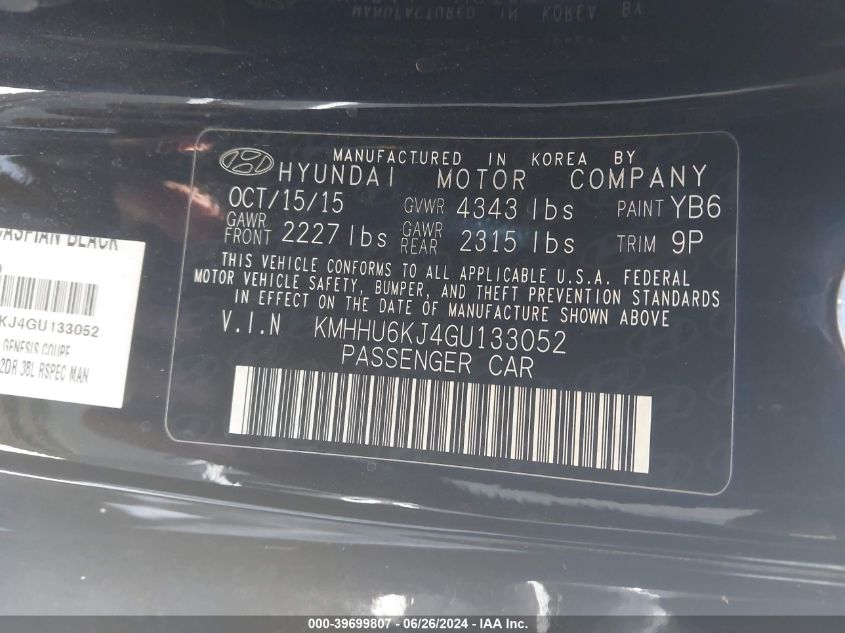 MANUFACTURED IN KOREA BY
HYUNDAI MOTOR COMPANY
OCT/15/15 GVWR 4343 lbs PAINT YB6
GAWR FRONT 2227 lbs GAWR REAR 2315 lbs TRIM 9P
THIS VEHICLE CONFORMS TO ALL APPLICABLE U.S.A. FEDERAL
MOTOR VEHICLE SAFETY, BUMPER, AND THEFT PREVENTION STANDARDS
IN EFFECT ON THE DATE OF MANUFACTURE SHOWN ABOVE.
V.I.N KMHHU6KJ4GU133052
PASSENGER CAR
CASPIAN BLACK
KJ4GU133052
GENESIS COUPE
2DR 38L RSPEC MAN
000-39699807 - 06/26/2024 - IAA Inc.